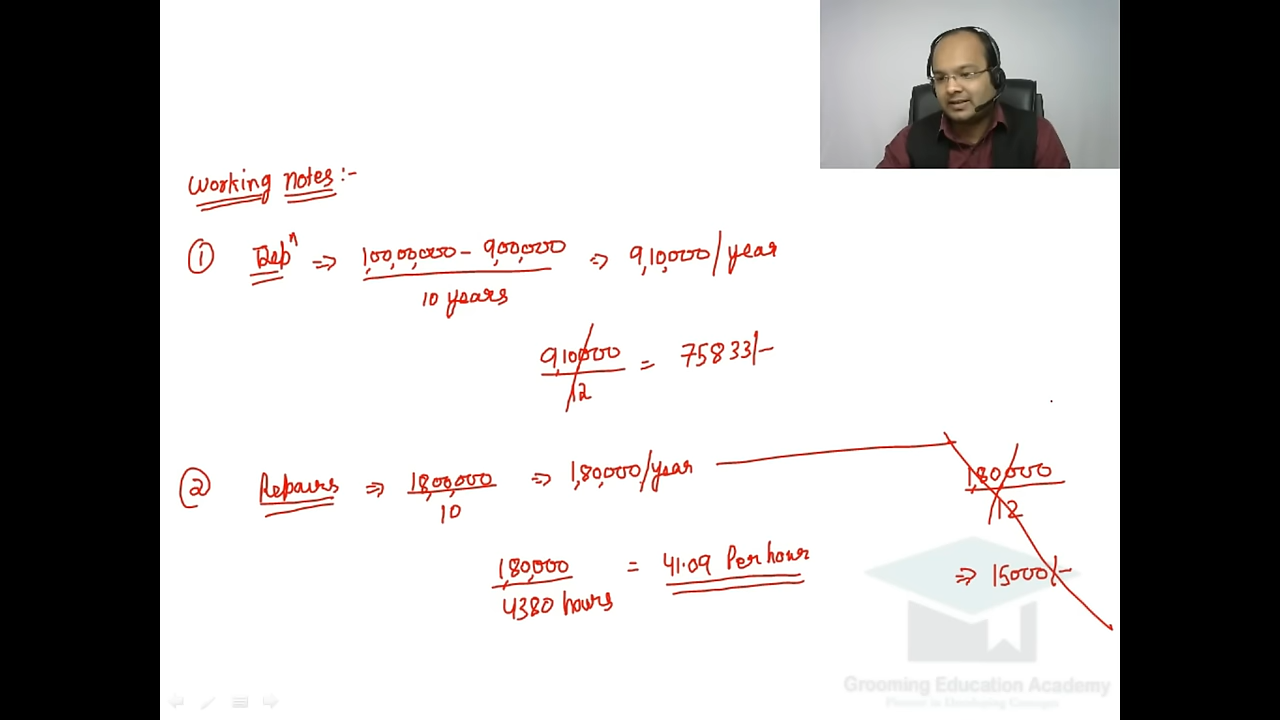 Working notes :-
① Depⁿ ⇒ 1,00,00,000 - 9,00,000 ⇒ 9,10,000/year
10 years
9,10,000 = 75833/-
12
② Repairs ⇒ 18,00,000 ⇒ 1,80,000/year
10
1,80,000
12
1,80,000 = 41.09 Per hour
4380 hours
⇒ 15000/-
Grooming Education Academy